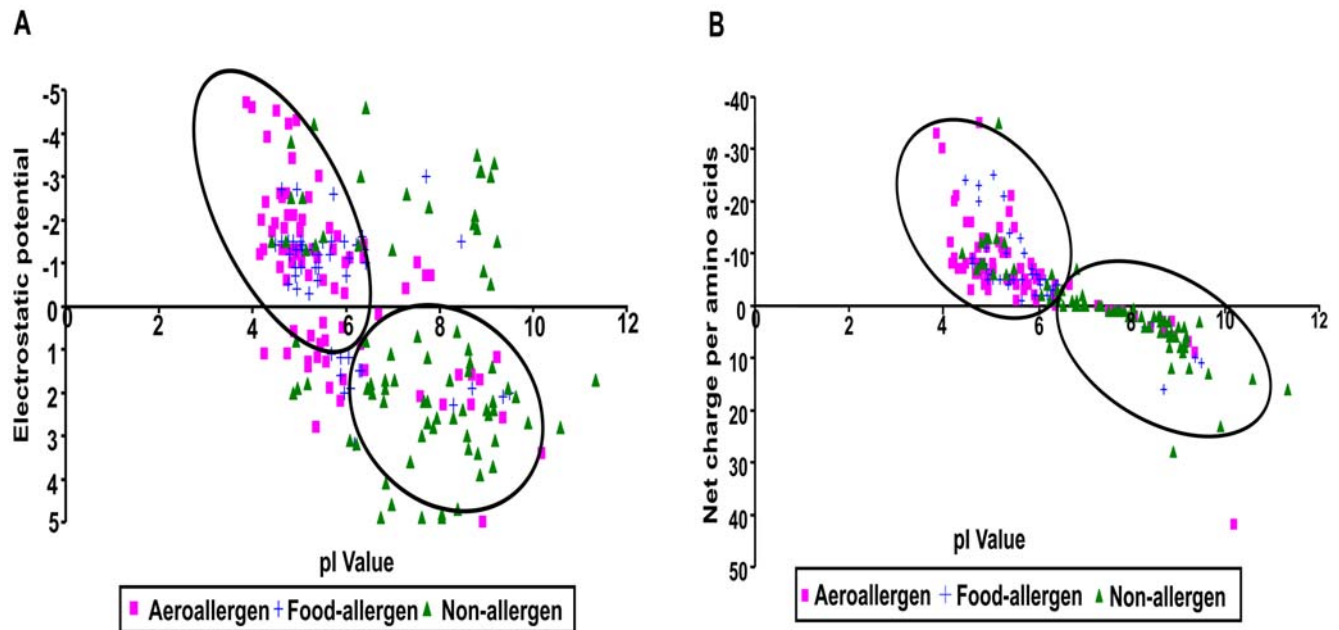 A
Electrostatic potential
-5
-4
-3
-2
-1
0
1
2
3
4
5
0 2 4 6 8 10 12
pI Value
Aeroallergen Food-allergen Non-allergen
B
Net charge per amino acids
-40
-30
-20
-10
0
10
20
30
40
50
0 2 4 6 8 10 12
pI Value
Aeroallergen Food-allergen Non-allergen